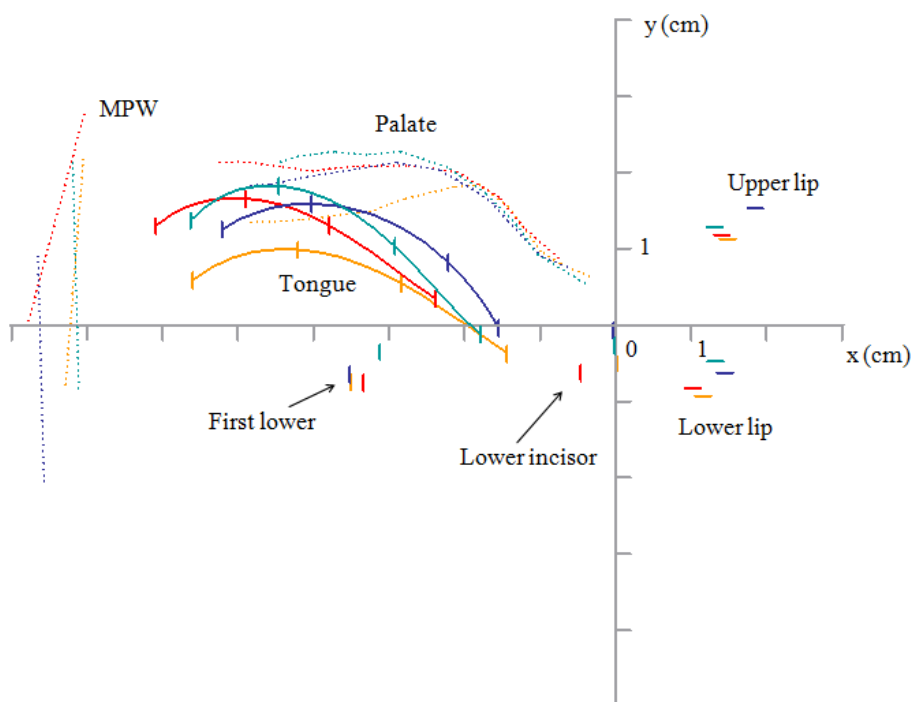 y (cm)
MPW
Palate
Upper lip
1
Tongue
0
1
x (cm)
First lower
Lower lip
Lower incisor